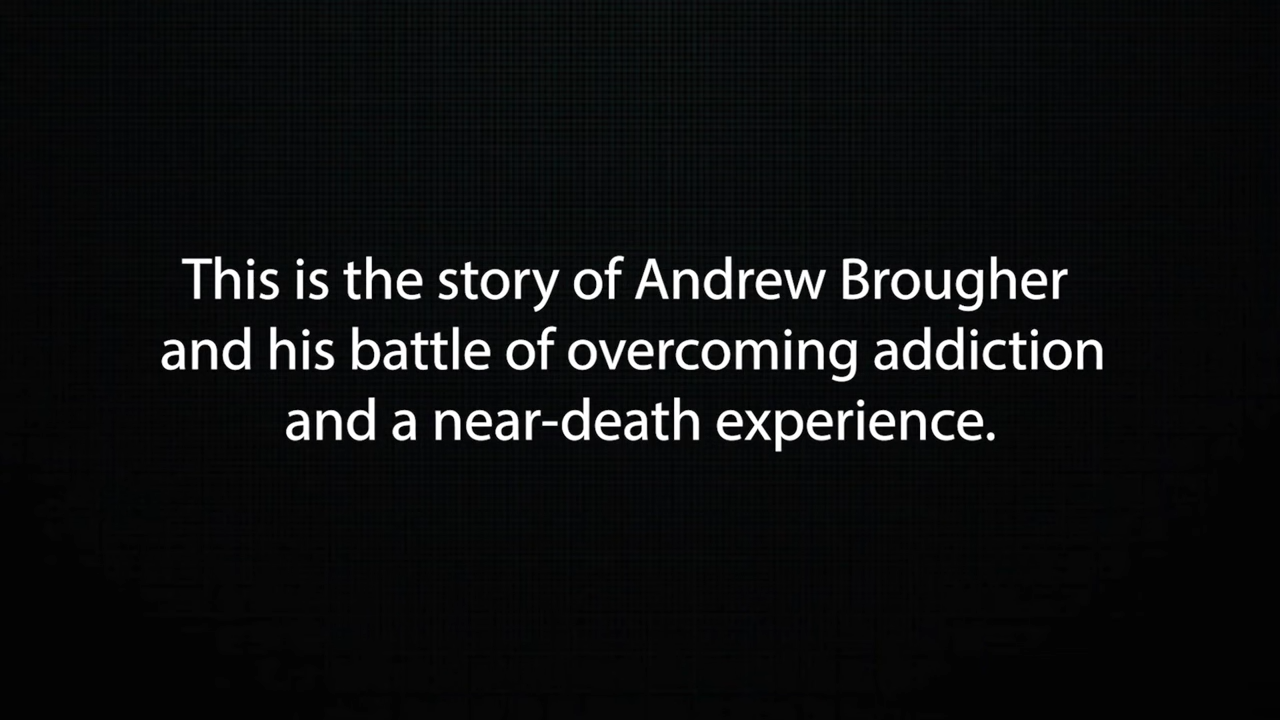 This is the story of Andrew Brougher
and his battle of overcoming addiction
and a near-death experience.